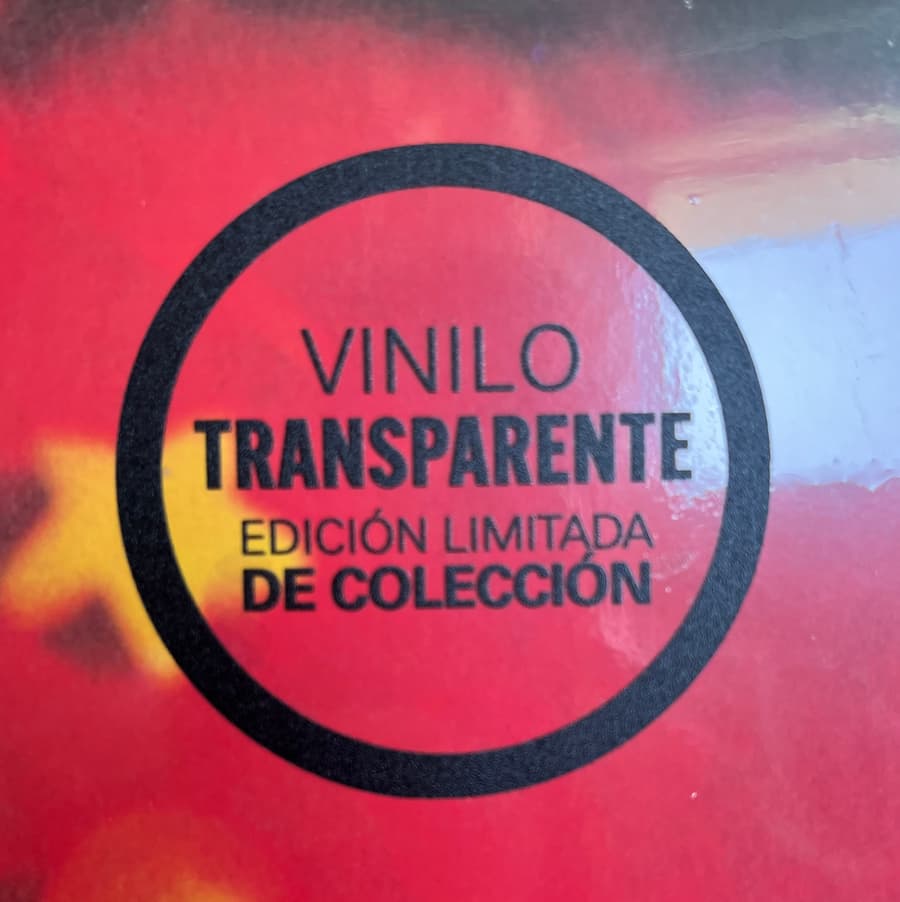 VINILO
TRANSPARENTE
EDICIÓN LIMITADA
DE COLECCIÓN